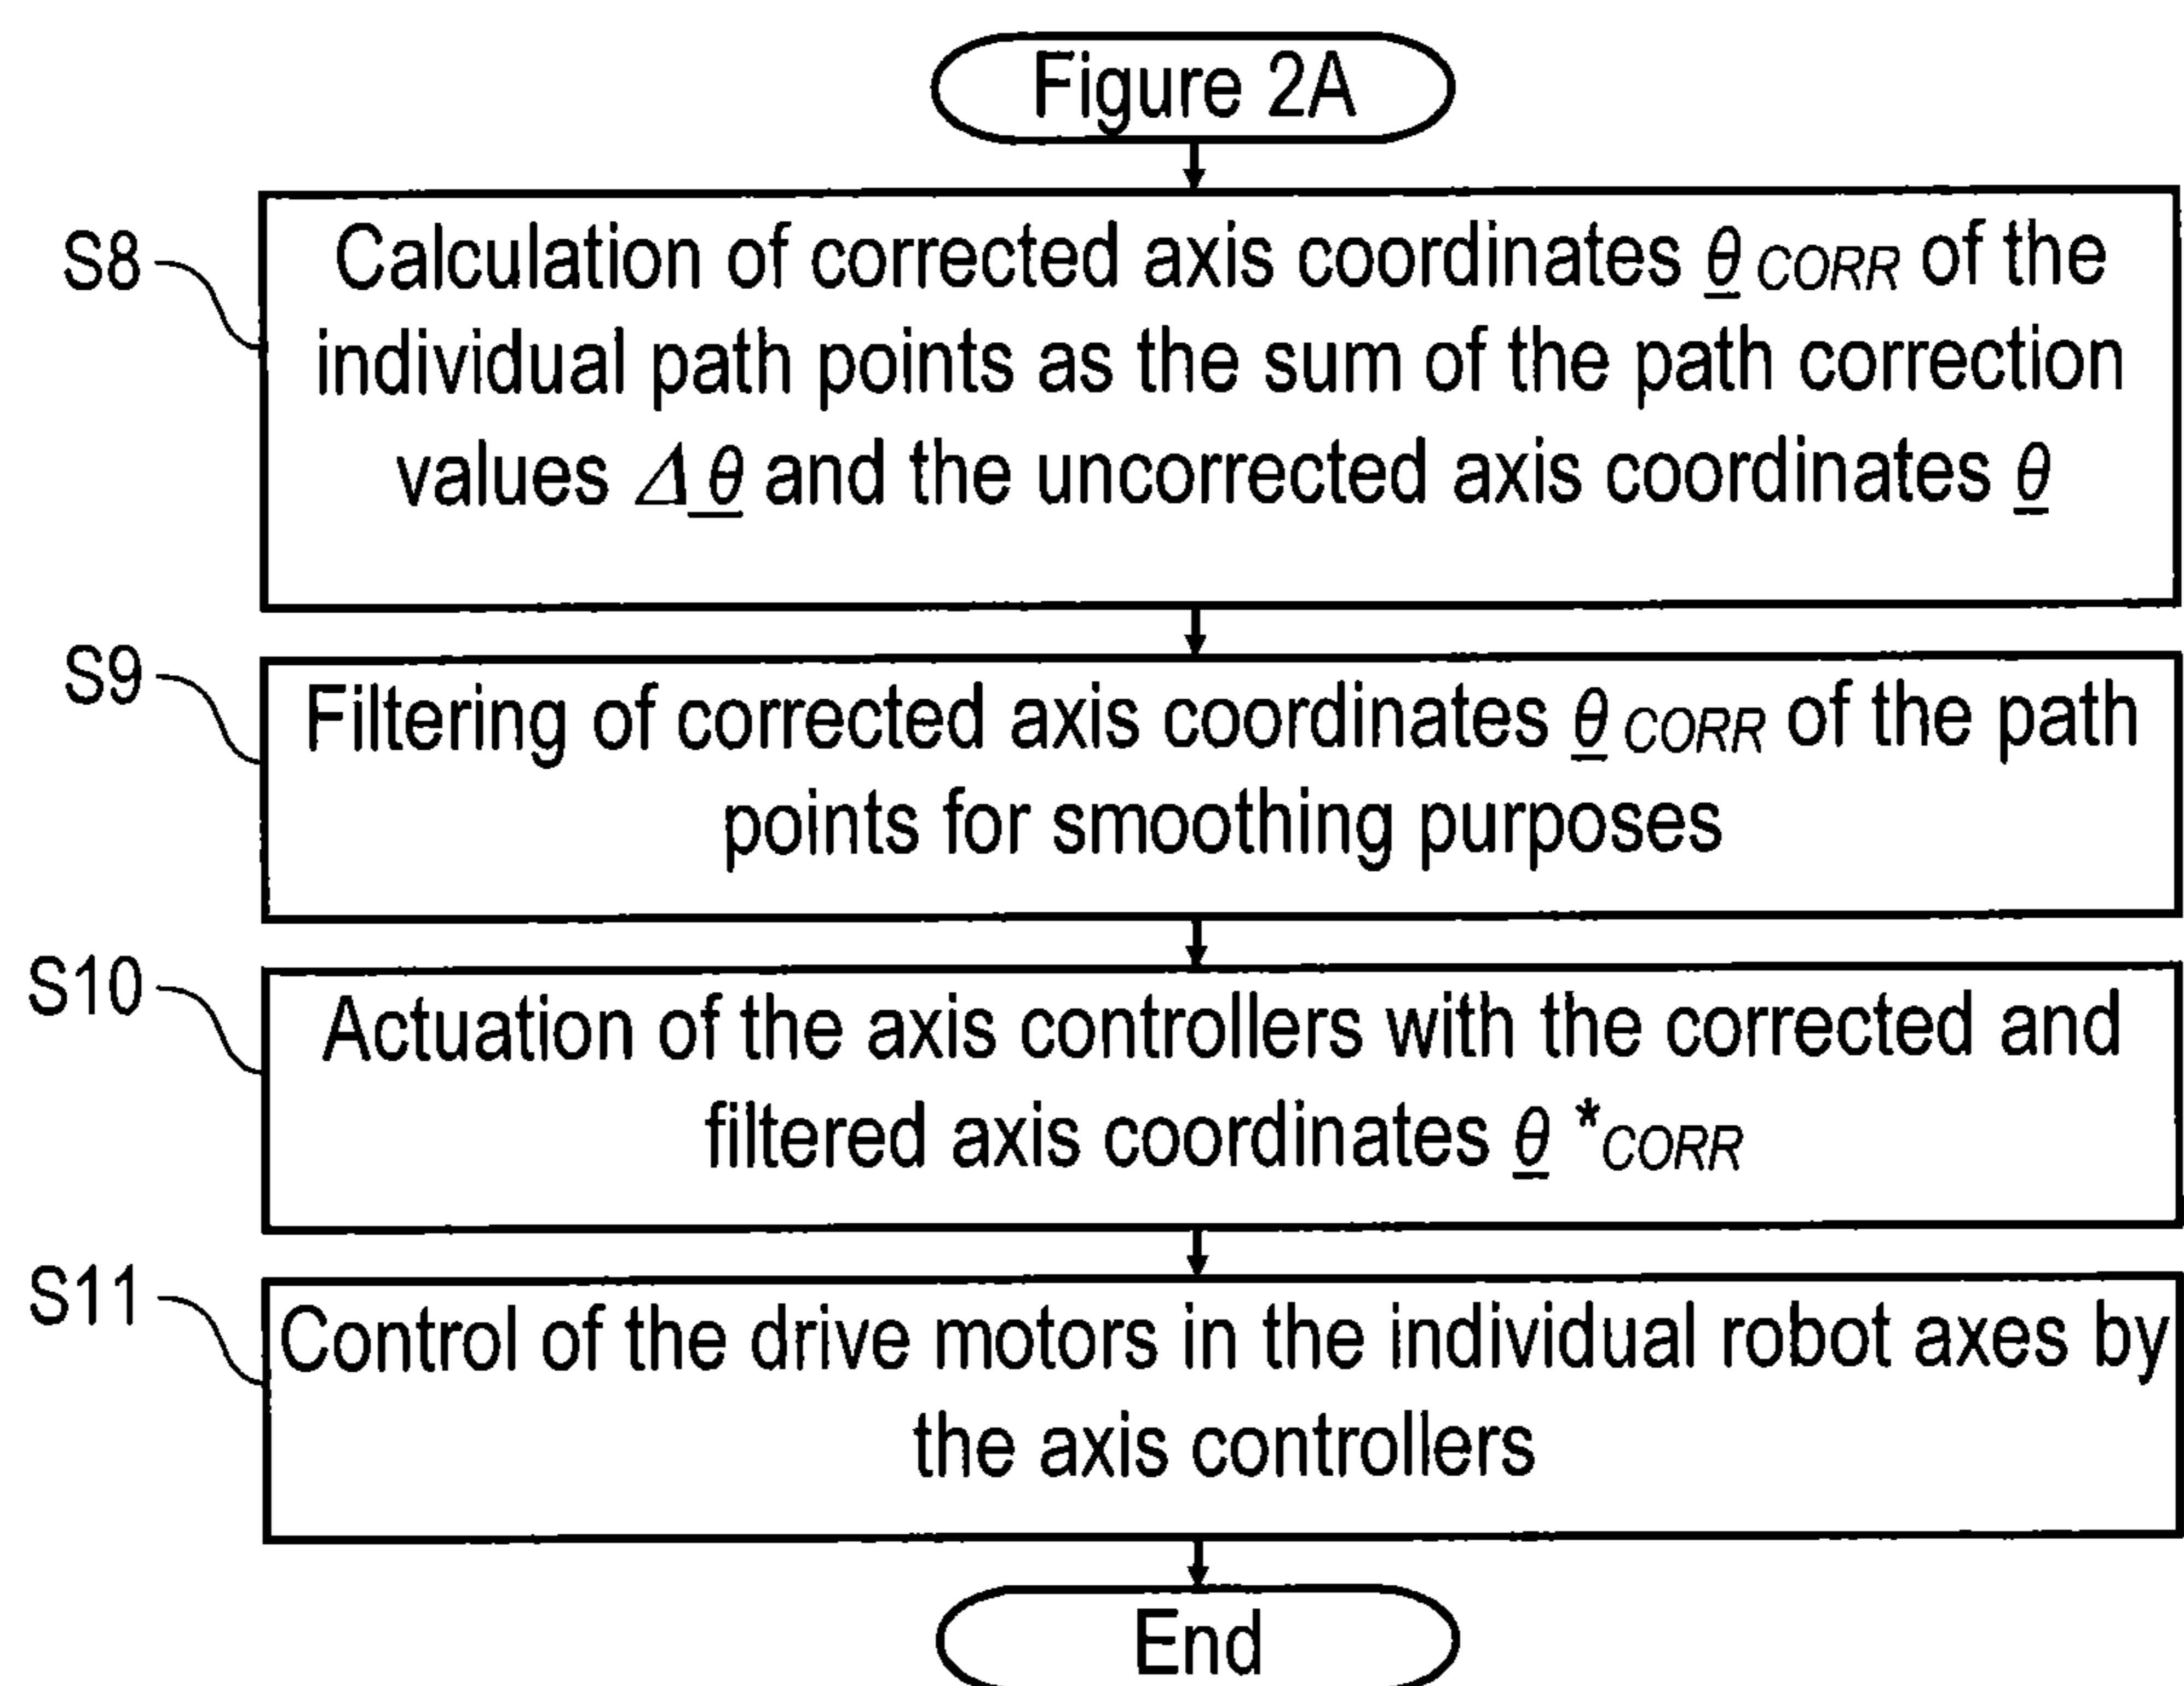 Figure 2A
S8
Calculation of corrected axis coordinates θ CORR of the
individual path points as the sum of the path correction
values Δ θ and the uncorrected axis coordinates θ
S9
Filtering of corrected axis coordinates θ CORR of the path
points for smoothing purposes
S10
Actuation of the axis controllers with the corrected and
filtered axis coordinates θ *CORR
S11
Control of the drive motors in the individual robot axes by
the axis controllers
End